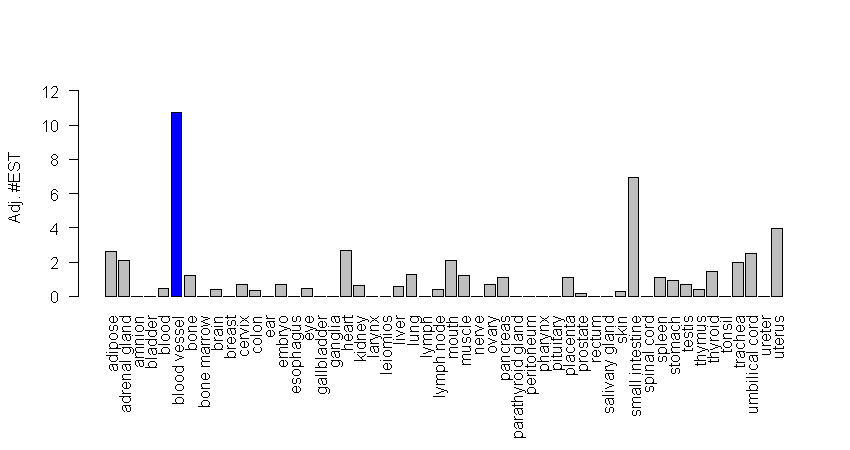 12
10
8
6
4
2
0
Adj. #EST
adipose
adrenal gland
amnion
bladder
blood
blood vessel
bone
bone marrow
brain
breast
cervix
colon
ear
embryo
esophagus
eye
gallbladder
ganglia
heart
kidney
larynx
leiomios
liver
lung
lymph
lymph node
mouth
muscle
nerve
ovary
pancreas
parathyroid gland
peritoneum
pharynx
pituitary
placenta
prostate
rectum
salivary gland
skin
small intestine
spinal cord
spleen
stomach
testis
thymus
thyroid
tonsil
trachea
umbilical cord
ureter
uterus